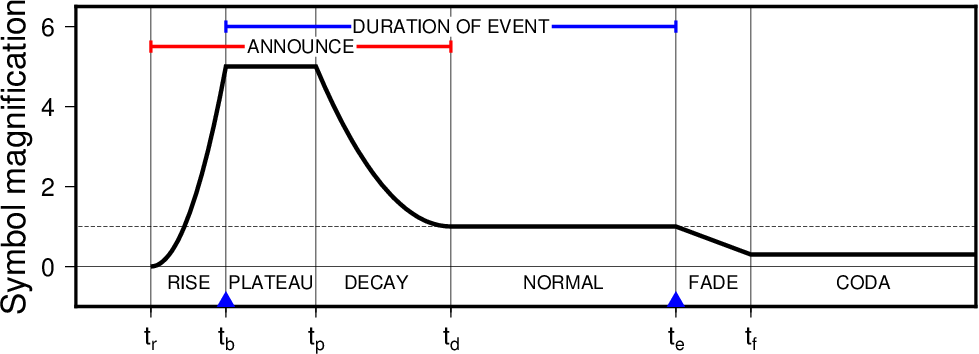 Symbol magnification
6
DURATION OF EVENT
ANNOUNCE
4
2
0
RISE PLATEAU DECAY NORMAL FADE CODA
tr tb tp td te tf